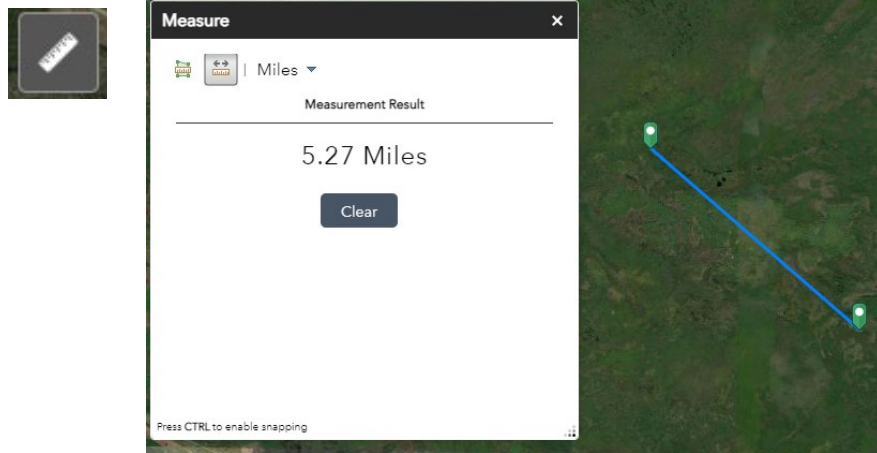 Measure
Miles
Measurement Result
5.27 Miles
Clear
Press CTRL to enable snapping